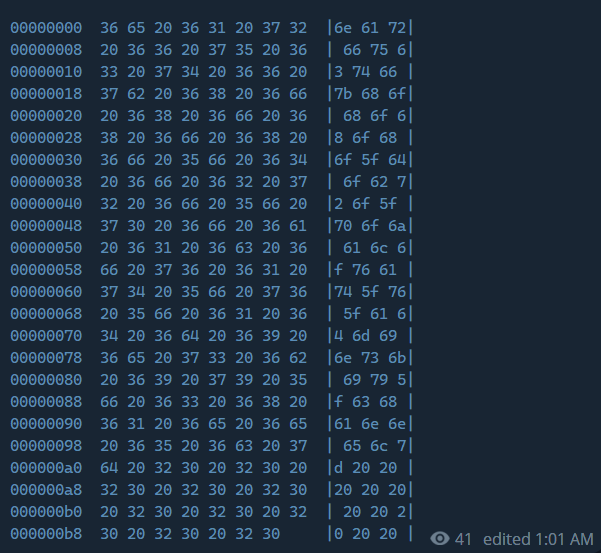 00000000  36 65 20 36 31 20 37 32  |6e 61 72|
00000008  20 36 36 20 37 35 20 36  | 66 75 6|
00000010  33 20 37 34 20 36 36 20  |3 74 66 |
00000018  37 62 20 36 38 20 36 66  |7b 68 6f|
00000020  20 36 38 20 36 66 20 36  | 68 6f 6|
00000028  38 20 36 66 20 36 38 20  |8 6f 68 |
00000030  36 66 20 35 66 20 36 34  |6f 5f 64|
00000038  20 36 66 20 36 32 20 37  | 6f 62 7|
00000040  32 20 36 66 20 35 66 20  |2 6f 5f |
00000048  37 30 20 36 66 20 36 61  |70 6f 6a|
00000050  20 36 31 20 36 63 20 36  | 61 6c 6|
00000058  66 20 37 36 20 36 31 20  |f 76 61 |
00000060  37 34 20 35 66 20 37 36  |74 5f 76|
00000068  20 35 66 20 36 31 20 36  | 5f 61 6|
00000070  34 20 36 64 20 36 39 20  |4 6d 69 |
00000078  36 65 20 37 33 20 36 62  |6e 73 6b|
00000080  20 36 39 20 37 39 20 35  | 69 79 5|
00000088  66 20 36 33 20 36 38 20  |f 63 68 |
00000090  36 31 20 36 65 20 36 65  |61 6e 6e|
00000098  20 36 35 20 36 63 20 37  | 65 6c 7|
000000a0  64 20 32 30 20 32 30 20  |d 20 20 |
000000a8  32 30 20 32 30 20 32 30  |20 20 20|
000000b0  20 32 30 20 32 30 20 32  | 20 20 2|
000000b8  30 20 32 30 20 32 30     |0 20 20 |
41 edited 1:01 AM